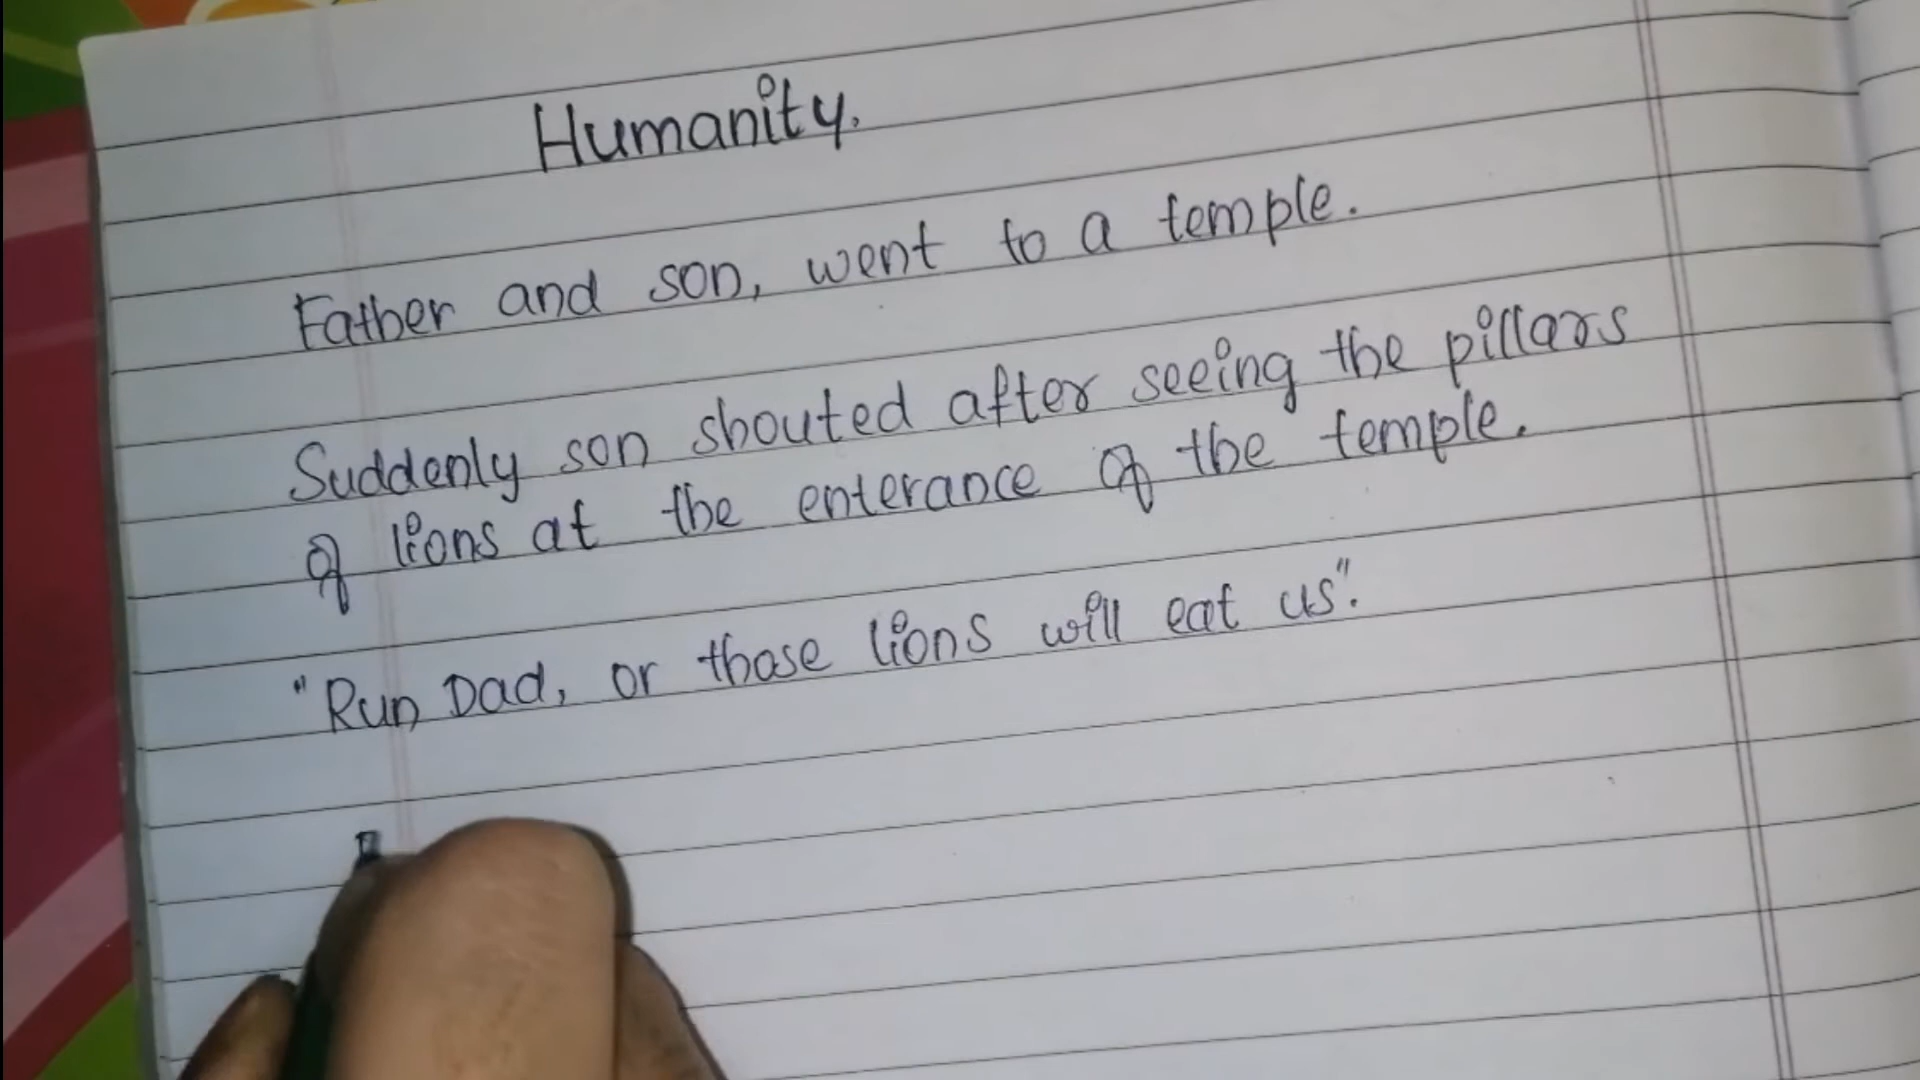 Humanity.
Father and son, went to a temple.
Suddenly son shouted after seeing the pillars
of lions at the enterance of the temple.
"Run Dad, or those lions will eat us".